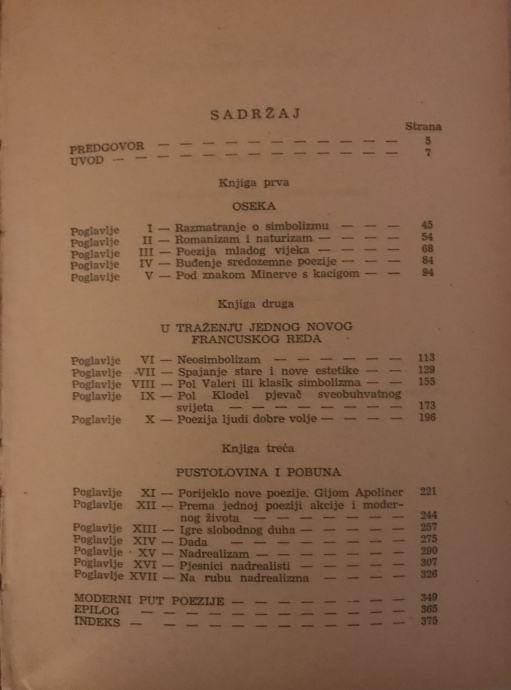 SADRŽAJ
Strana
PREDGOVOR — — — — — — — — — — 5
UVOD — — — — — — — — — — — — 7
Knjiga prva
OSEKA
Poglavlje I — Razmatranje o simbolizmu — — — 45
Poglavlje II — Romanizam i naturizam — — — — 54
Poglavlje III — Poezija mladog vijeka — — — — 68
Poglavlje IV — Buđenje sredozemne poezije — — 84
Poglavlje V — Pod znakom Minerve s kacigom — — 94
Knjiga druga
U TRAŽENJU JEDNOG NOVOG
FRANCUSKOG REDA
Poglavlje VI — Neosimbolizam — — — — — — 113
Poglavlje VII — Spajanje stare i nove estetike — — 129
Poglavlje VIII — Pol Valeri ili klasik simbolizma — — 155
Poglavlje IX — Pol Klodel pjevač sveobuhvatnog
svijeta — — — — — — — — 173
Poglavlje X — Poezija ljudi dobre volje — — — — 196
Knjiga treća
PUSTOLOVINA I POBUNA
Poglavlje XI — Porijeklo nove poezije. Gijom Apoliner 221
Poglavlje XII — Prema jednoj poeziji akcije i moder-
nog života — — — — — — — 244
Poglavlje XIII — Igre slobodnog duha — — — — — 257
Poglavlje XIV — Dada — — — — — — — — — 275
Poglavlje XV — Nadrealizam — — — — — — — 290
Poglavlje XVI — Pjesnici nadrealisti — — — — — 307
Poglavlje XVII — Na rubu nadrealizma — — — — 326
MODERNI PUT POEZIJE — — — — — — — — 349
EPILOG — — — — — — — — — — — — 365
INDEKS — — — — — — — — — — — — 375